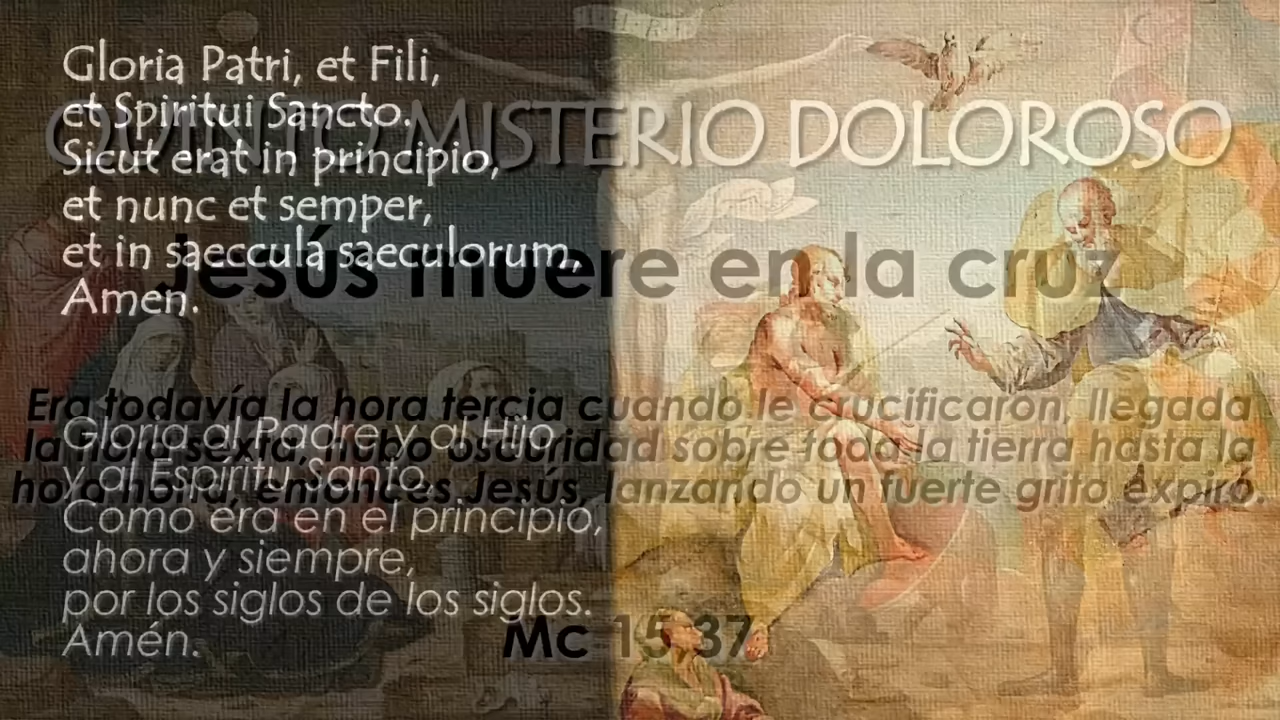 Gloria Patri, et Fili,
et Spiritui Sancto.
Sicut erat in principio,
et nunc et semper,
et in saeccula saeculorum,
Amen.
QUINTO MISTERIO DOLOROSO
Jesús muere en la cruz
Era todavía la hora tercia cuando le crucificaron, llegada
la hora sexta, hubo oscuridad sobre toda la tierra hasta la
hora nona, entonces Jesús, lanzando un fuerte grito expiró.
Gloria al Padre y al Hijo
y al Espíritu Santo.
Como era en el principio,
ahora y siempre,
por los siglos de los siglos.
Amén.
Mc 15,37